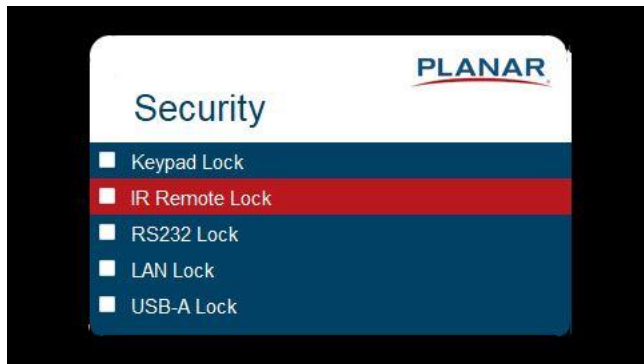 PLANAR
Security
Keypad Lock
IR Remote Lock
RS232 Lock
LAN Lock
USB-A Lock